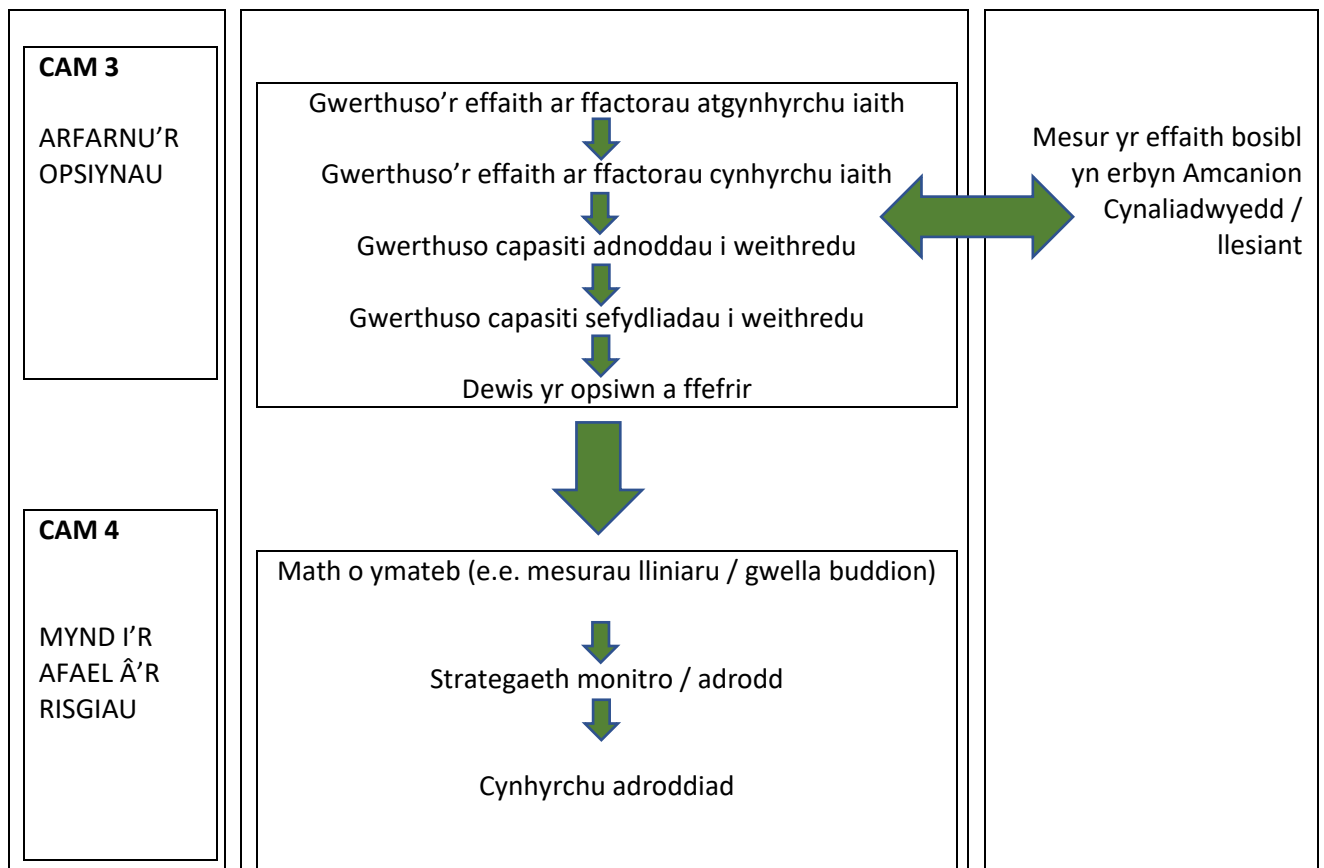 CAM 3
ARFARNU’R
OPSIYNAU
Gwerthuso’r effaith ar ffactorau atgynhyrchu iaith
Gwerthuso’r effaith ar ffactorau cynhyrchu iaith
Gwerthuso capasiti adnoddau i weithredu
Gwerthuso capasiti sefydliadau i weithredu
Dewis yr opsiwn a ffefrir
Mesur yr effaith bosibl
yn erbyn Amcanion
Cynaliadwyedd /
llesiant
CAM 4
MYND I’R
AFAEL Â’R
RISGIAU
Math o ymateb (e.e. mesurau lliniaru / gwella buddion)
Strategaeth monitro / adrodd
Cynhyrchu adroddiad